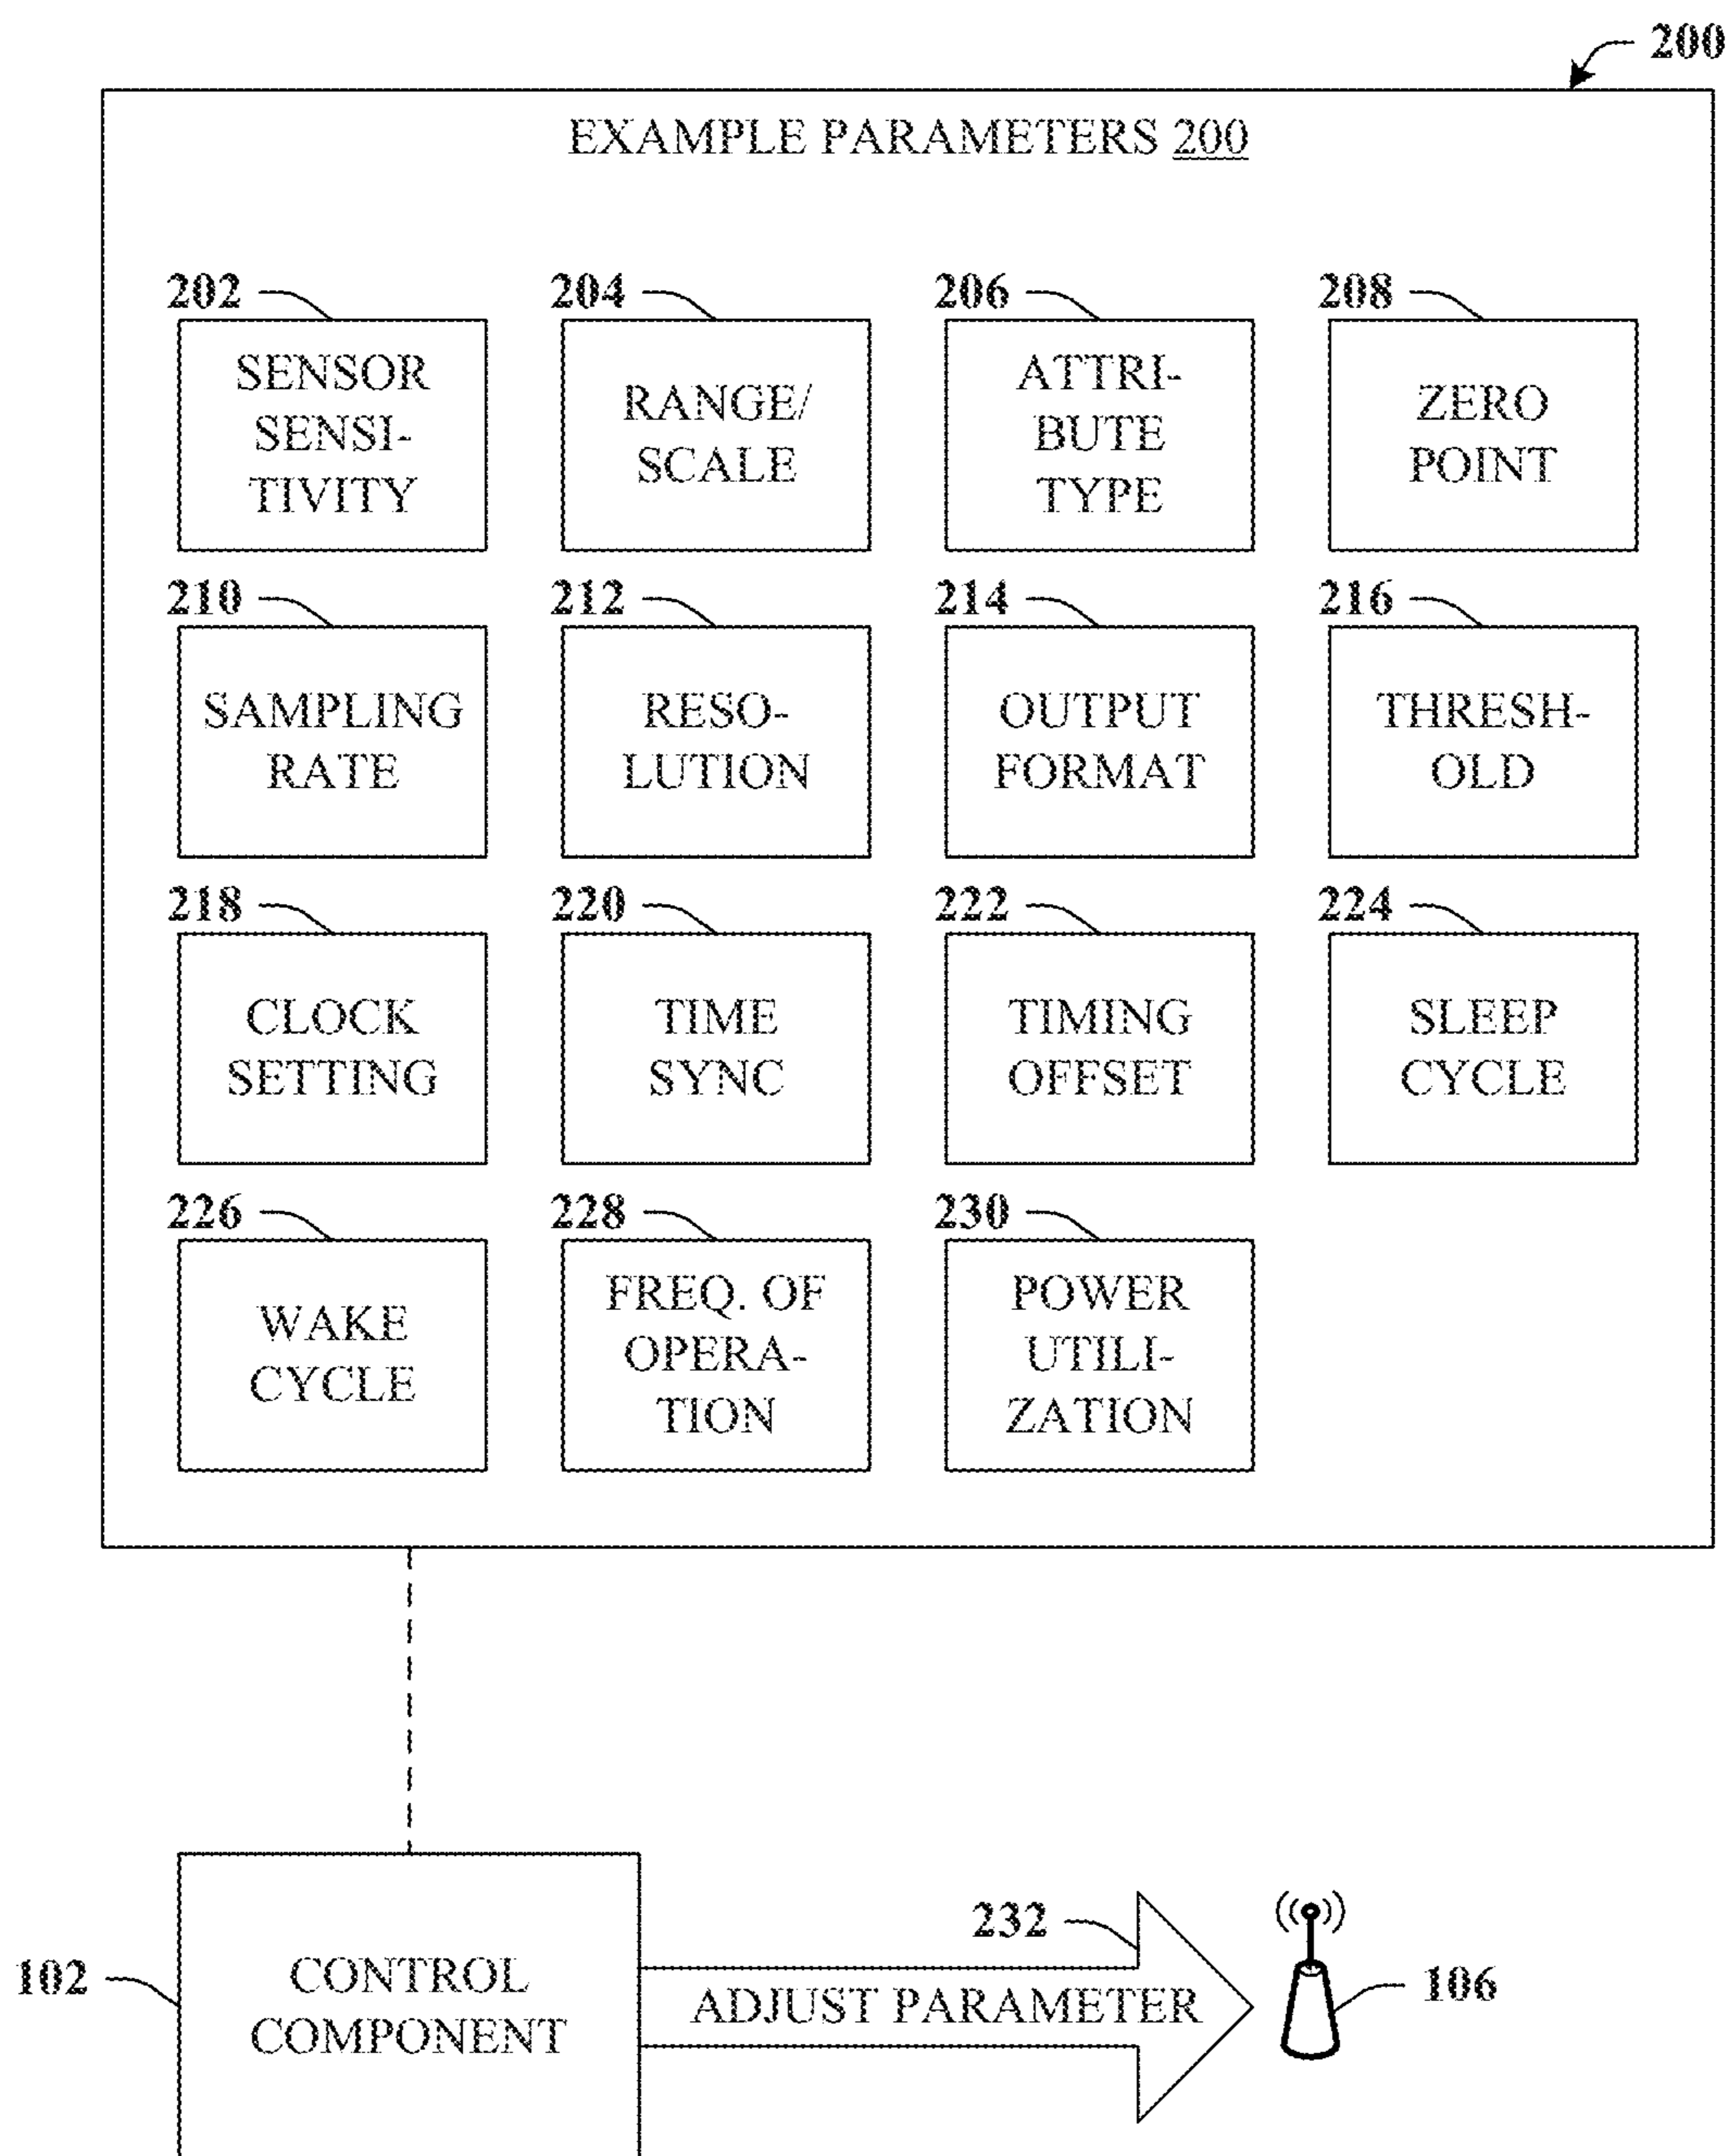 200
EXAMPLE PARAMETERS 200
202
SENSOR
SENSI-
TIVITY
204
RANGE/
SCALE
206
ATTRI-
BUTE
TYPE
208
ZERO
POINT
210
SAMPLING
RATE
212
RESO-
LUTION
214
OUTPUT
FORMAT
216
THRESH-
OLD
218
CLOCK
SETTING
220
TIME
SYNC
222
TIMING
OFFSET
224
SLEEP
CYCLE
226
WAKE
CYCLE
228
FREQ. OF
OPERA-
TION
230
POWER
UTILI-
ZATION
102
CONTROL
COMPONENT
232
ADJUST PARAMETER
106